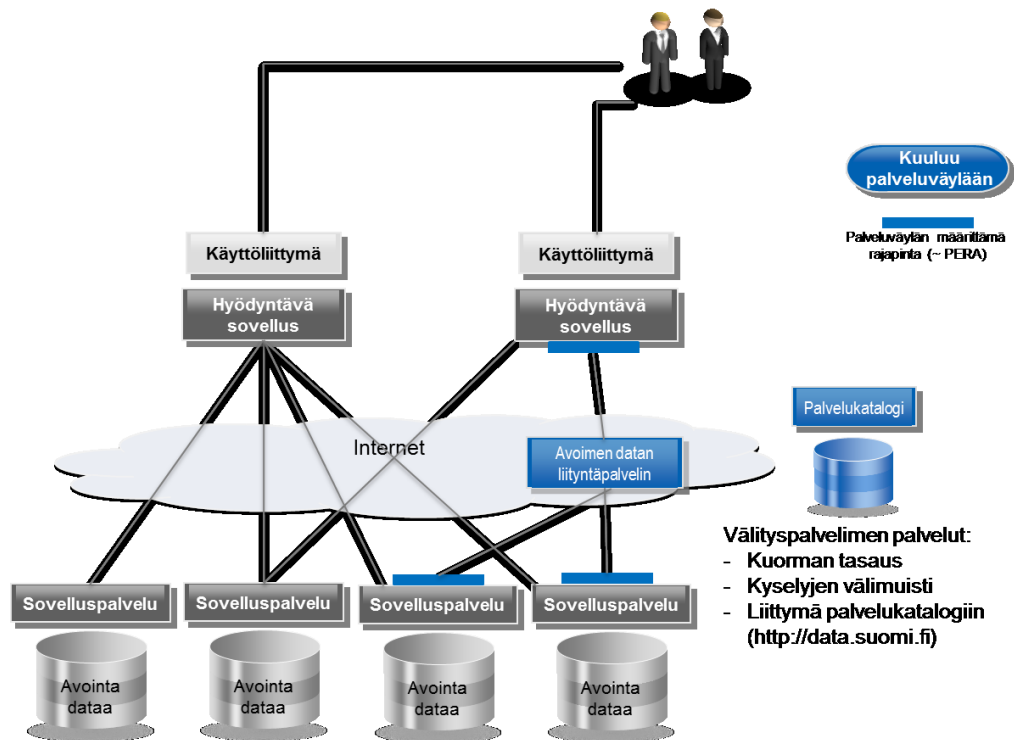 Kuuluu
palveluväylään
Palveluväylän määrittämä
rajapinta (~ PERA)
Käyttöliittymä
Käyttöliittymä
Hyödyntävä
sovellus
Hyödyntävä
sovellus
Internet
Avoimen datan
liityntäpalvelin
Palvelukatalogi
Välityspalvelimen palvelut:
- Kuorman tasaus
- Kyselyjen välimuisti
- Liittymä palvelukatalogiin
(http://data.suomi.fi)
Sovelluspalvelu
Sovelluspalvelu
Sovelluspalvelu
Sovelluspalvelu
Avointa
dataa
Avointa
dataa
Avointa
dataa
Avointa
dataa